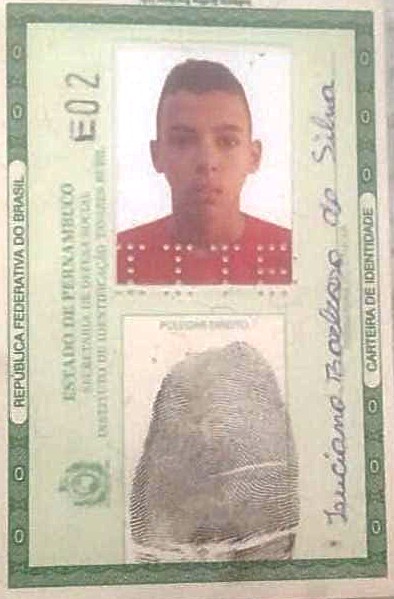 REPÚBLICA FEDERATIVA DO BRASIL
ESTADO DE PERNAMBUCO
SECRETARIA DE DEFESA SOCIAL
INSTITUTO DE IDENTIFICAÇÃO TAVARES BURIL
E02
POLEGAR DIREITO
Luciano Barbosa da Silva
CARTEIRA DE IDENTIDADE